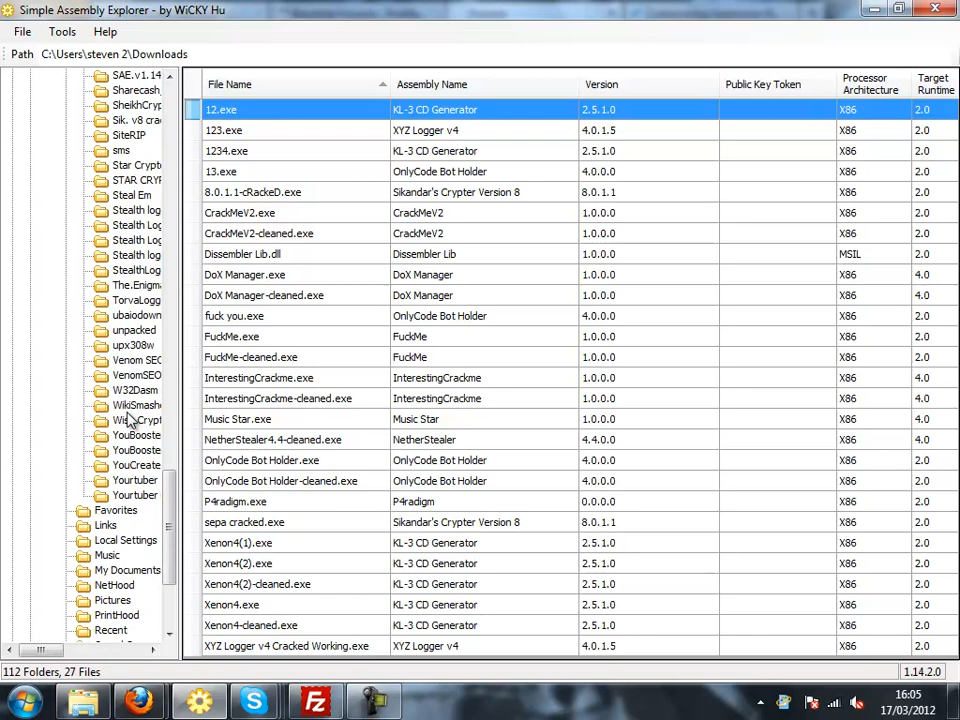 Simple Assembly Explorer - by WiCKY Hu
File Tools Help
Path C:\Users\steven 2\Downloads
SAE.v1.14
Sharecash_
SheikhCryp
Sik. v8 cra
SiteRIP
sms
Star Crypto
STAR CRYP
Steal Em
Stealth log
Stealth Log
Stealth Log
Stealth log
StealthLog
The.Enigma
TorvaLogg
ubaiodown
unpacked
upx308w
Venom SEO
VenomSEO
W32Dasm
WikiSmashe
YouBooste
YouBooste
YouCreate
Yourtuber
Yourtuber
Favorites
Links
Local Settings
Music
My Documents
NetHood
Pictures
PrintHood
Recent
File Name Assembly Name Version Public Key Token Processor Architecture Target Runtime
12.exe KL-3 CD Generator 2.5.1.0 X86 2.0
123.exe XYZ Logger v4 4.0.1.5 X86 2.0
1234.exe KL-3 CD Generator 2.5.1.0 X86 2.0
13.exe OnlyCode Bot Holder 4.0.0.0 X86 2.0
8.0.1.1-cRackeD.exe Sikandar's Crypter Version 8 8.0.1.1 X86 2.0
CrackMeV2.exe CrackMeV2 1.0.0.0 X86 2.0
CrackMeV2-cleaned.exe CrackMeV2 1.0.0.0 X86 2.0
Dissembler Lib.dll Dissembler Lib 1.0.0.0 MSIL 2.0
DoX Manager.exe DoX Manager 1.0.0.0 X86 4.0
DoX Manager-cleaned.exe DoX Manager 1.0.0.0 X86 4.0
fuck you.exe OnlyCode Bot Holder 4.0.0.0 X86 2.0
FuckMe.exe FuckMe 1.0.0.0 X86 2.0
FuckMe-cleaned.exe FuckMe 1.0.0.0 X86 2.0
InterestingCrackme.exe InterestingCrackme 1.0.0.0 X86 4.0
InterestingCrackme-cleaned.exe InterestingCrackme 1.0.0.0 X86 4.0
Music Star.exe Music Star 1.0.0.0 X86 4.0
NetherStealer4.4-cleaned.exe NetherStealer 4.4.0.0 X86 4.0
OnlyCode Bot Holder.exe OnlyCode Bot Holder 4.0.0.0 X86 2.0
OnlyCode Bot Holder-cleaned.exe OnlyCode Bot Holder 4.0.0.0 X86 2.0
P4radigm.exe P4radigm 0.0.0.0 X86 2.0
sepa cracked.exe Sikandar's Crypter Version 8 8.0.1.1 X86 2.0
Xenon4(1).exe KL-3 CD Generator 2.5.1.0 X86 2.0
Xenon4(2).exe KL-3 CD Generator 2.5.1.0 X86 2.0
Xenon4(2)-cleaned.exe KL-3 CD Generator 2.5.1.0 X86 2.0
Xenon4.exe KL-3 CD Generator 2.5.1.0 X86 2.0
Xenon4-cleaned.exe KL-3 CD Generator 2.5.1.0 X86 2.0
XYZ Logger v4 Cracked Working.exe XYZ Logger v4 4.0.1.5 X86 2.0
112 Folders, 27 Files 1.14.2.0
16:05
17/03/2012